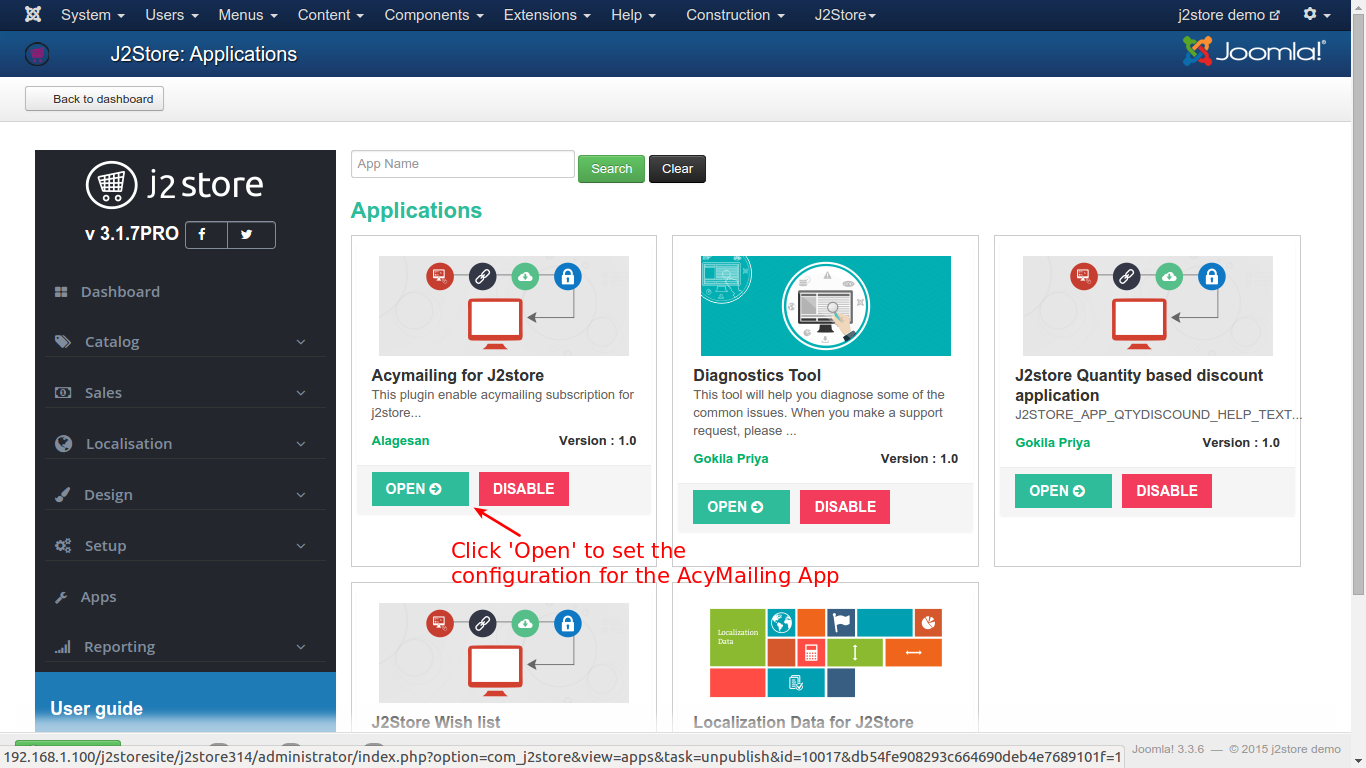 System Users Menus Content Components Extensions Help Construction J2Store j2store demo
J2Store: Applications
Joomla!®
Back to dashboard
j2store
v 3.1.7PRO
Dashboard
Catalog
Sales
Localisation
Design
Setup
Apps
Reporting
User guide
App Name Search Clear
Applications
Acymailing for J2store
This plugin enable acymailing subscription for
j2store...
Alagesan Version : 1.0
OPEN DISABLE
Diagnostics Tool
This tool will help you diagnose some of the
common issues. When you make a support
request, please ...
Gokila Priya Version : 1.0
OPEN DISABLE
J2store Quantity based discount
application
J2STORE_APP_QTYDISCOUND_HELP_TEXT...
Gokila Priya Version : 1.0
OPEN DISABLE
Click 'Open' to set the
configuration for the AcyMailing App
J2Store Wish list
Localization
Data
Localization Data for J2Store
192.168.1.100/j2storesite/j2store314/administrator/index.php?option=com_j2store&view=apps&task=unpublish&id=10017&db54fe908293c664690deb4e7689101f=1
Joomla! 3.3.6 — © 2015 j2store demo